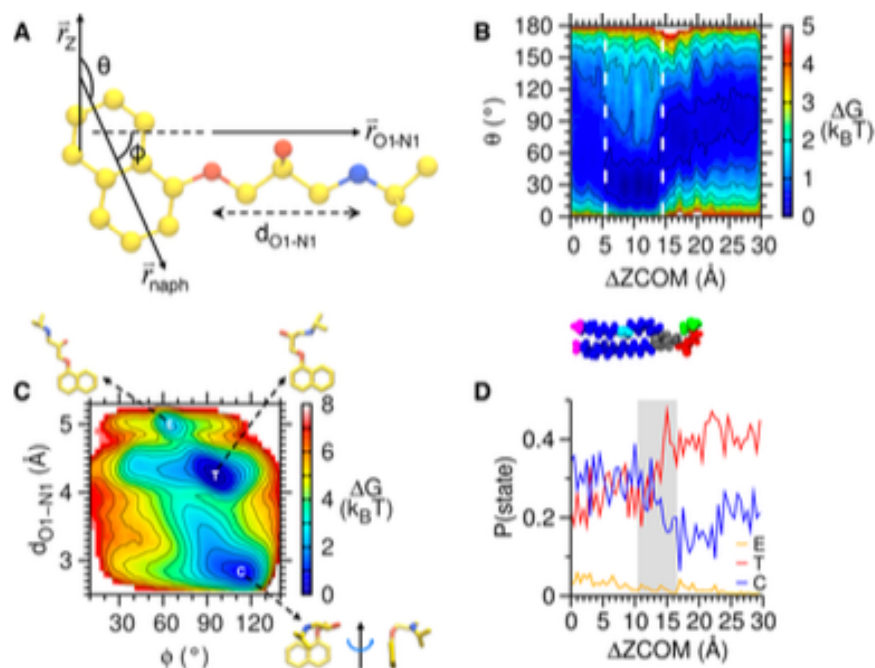 A
r⃗Z
θ
ϕ
r⃗O1-N1
dO1-N1
r⃗naph
B
180
150
120
90
60
30
0
θ (°)
0 5 10 15 20 25 30
ΔZCOM (Å)
5
4
3
2
1
0
ΔG
(kBT)
C
5
4
3
dO1−N1 (Å)
T
C
30 60 90 120
ϕ (°)
8
6
4
2
0
ΔG
(kBT)
D
0.4
0.2
0
P(state)
E
T
C
0 5 10 15 20 25 30
ΔZCOM (Å)